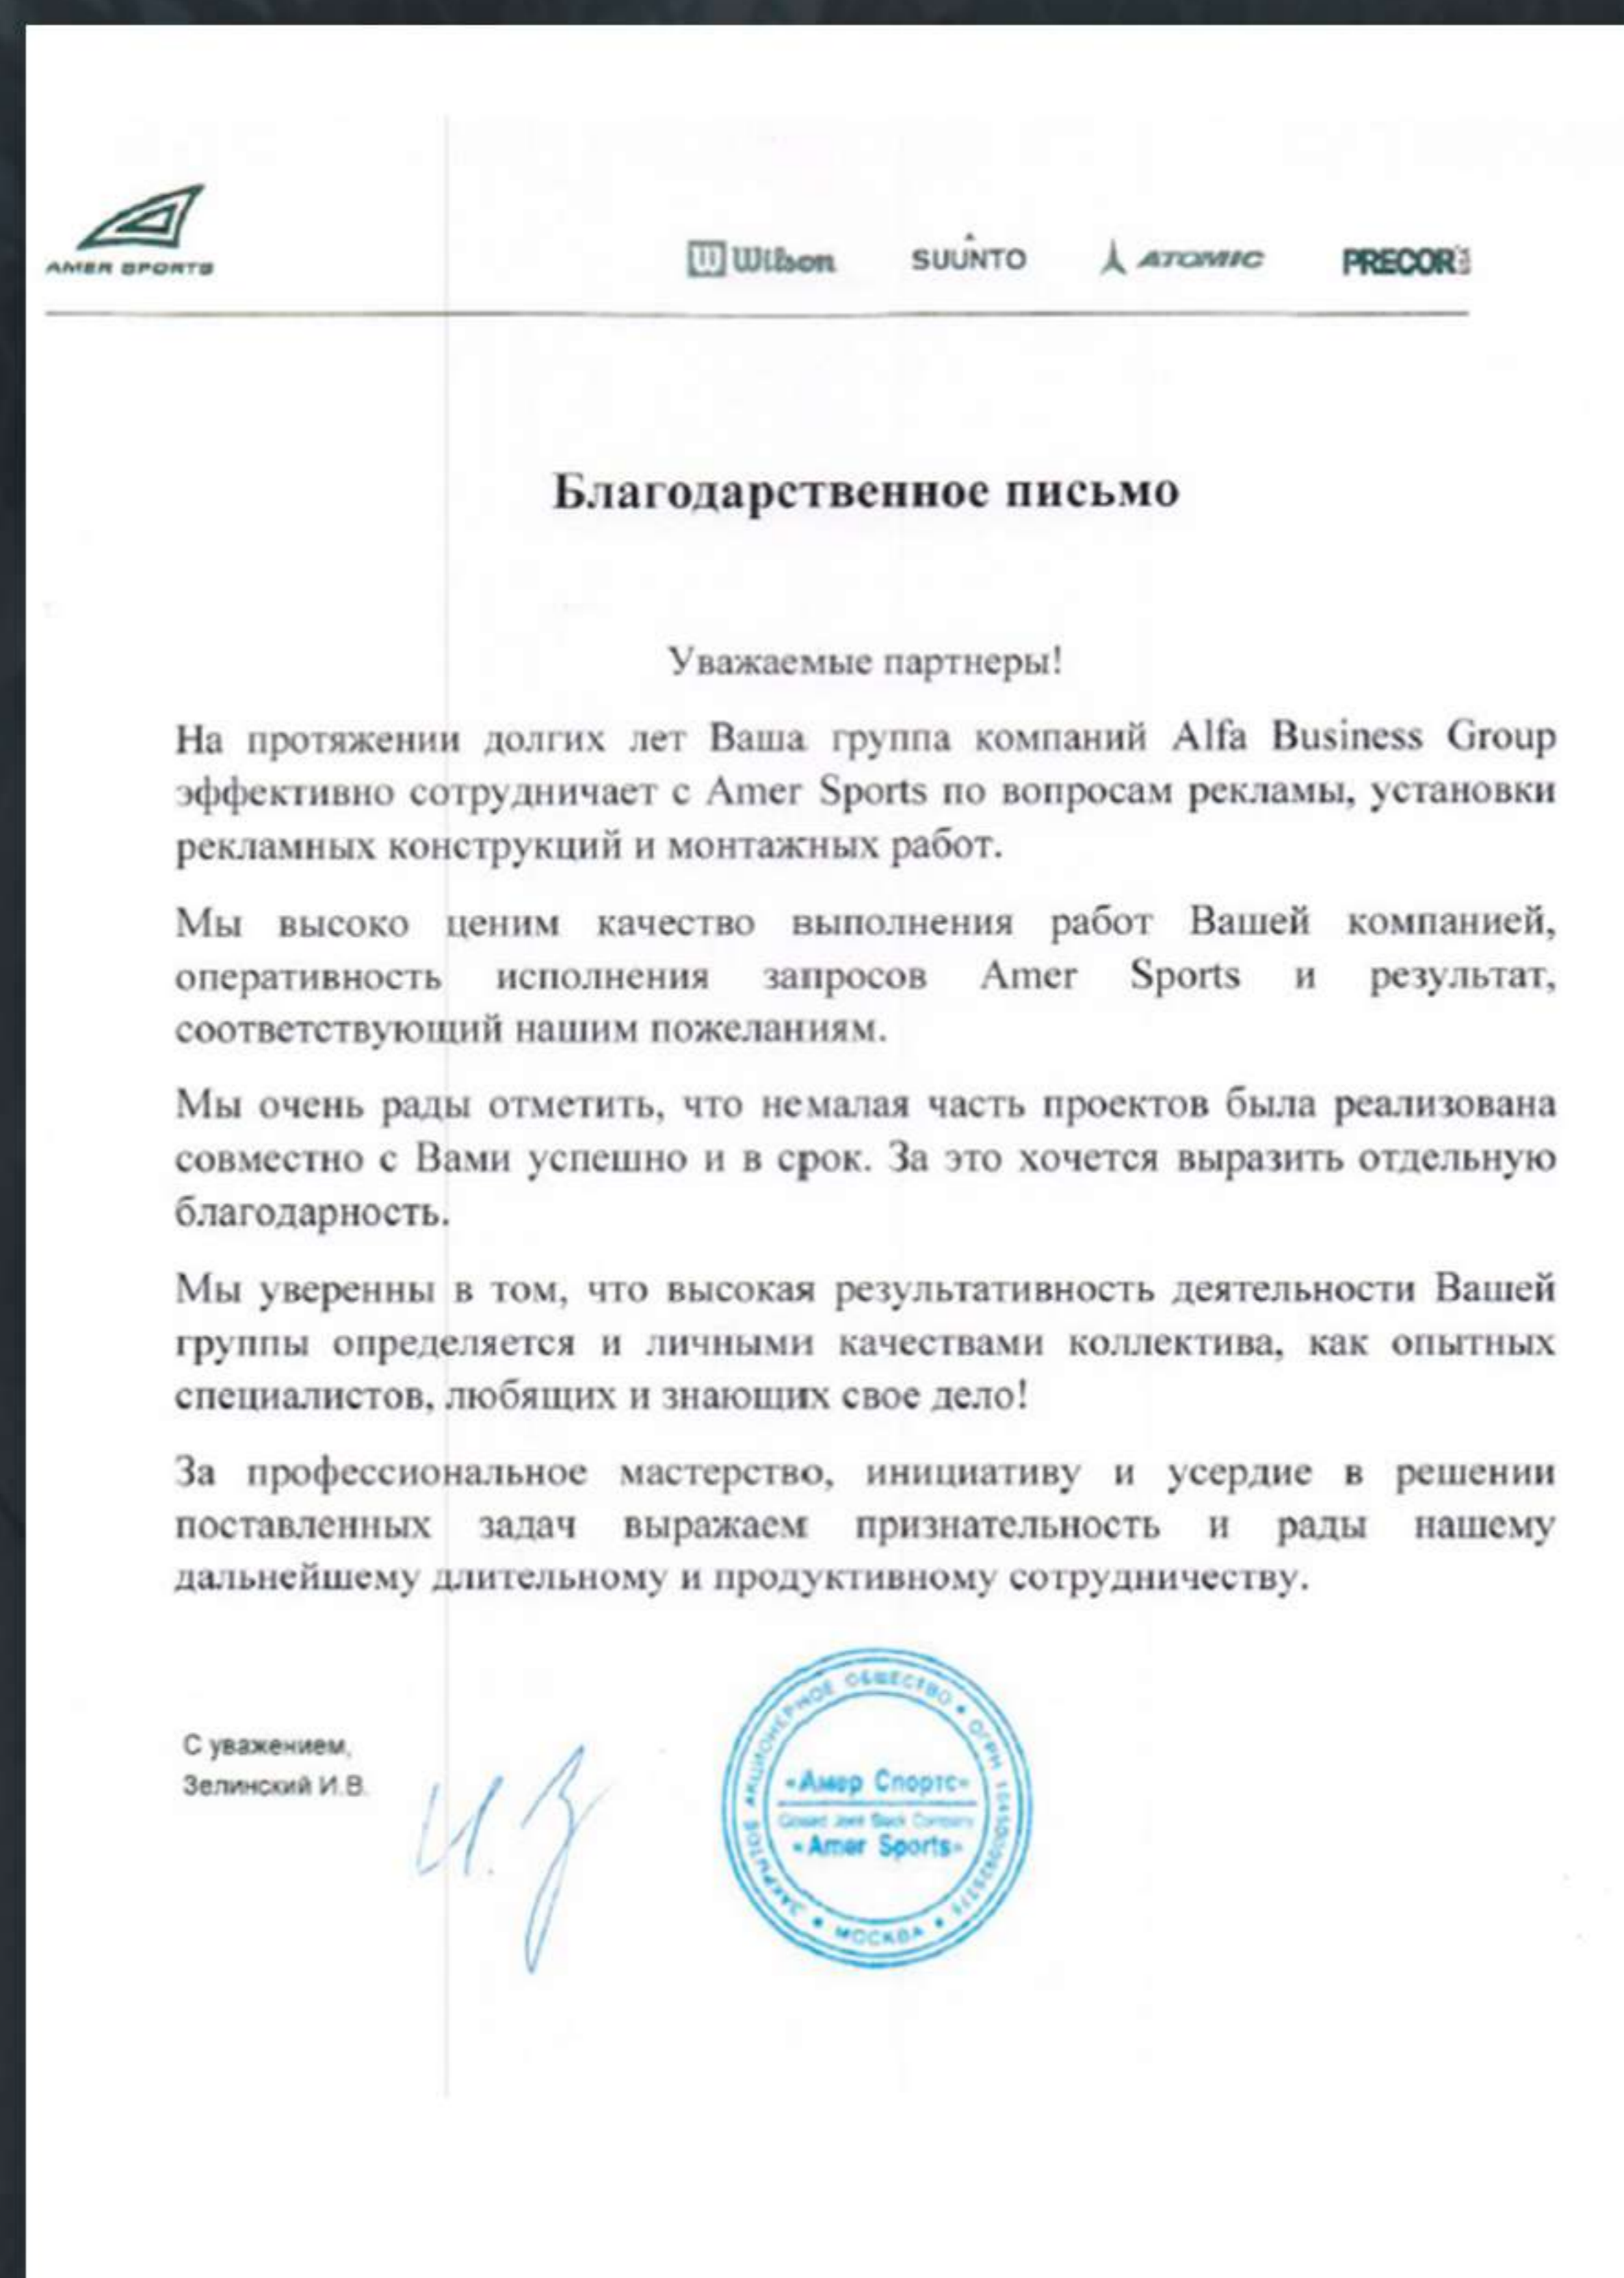 AMER SPORTS
W Wilson SUUNTO ATOMIC PRECOR
Благодарственное письмо
Уважаемые партнеры!
На протяжении долгих лет Ваша группа компаний Alfa Business Group
эффективно сотрудничает с Amer Sports по вопросам рекламы, установки
рекламных конструкций и монтажных работ.
Мы высоко ценим качество выполнения работ Вашей компанией,
оперативность исполнения запросов Amer Sports и результат,
соответствующий нашим пожеланиям.
Мы очень рады отметить, что немалая часть проектов была реализована
совместно с Вами успешно и в срок. За это хочется выразить отдельную
благодарность.
Мы уверенны в том, что высокая результативность деятельности Вашей
группы определяется и личными качествами коллектива, как опытных
специалистов, любящих и знающих свое дело!
За профессиональное мастерство, инициативу и усердие в решении
поставленных задач выражаем признательность и рады нашему
дальнейшему длительному и продуктивному сотрудничеству.
С уважением,
Зелинский И.В.
ЗАКРЫТОЕ АКЦИОНЕРНОЕ ОБЩЕСТВО • ОГРН
• МОСКВА •
«Амер Спортс»
Closed Joint Stock Company
«Amer Sports»